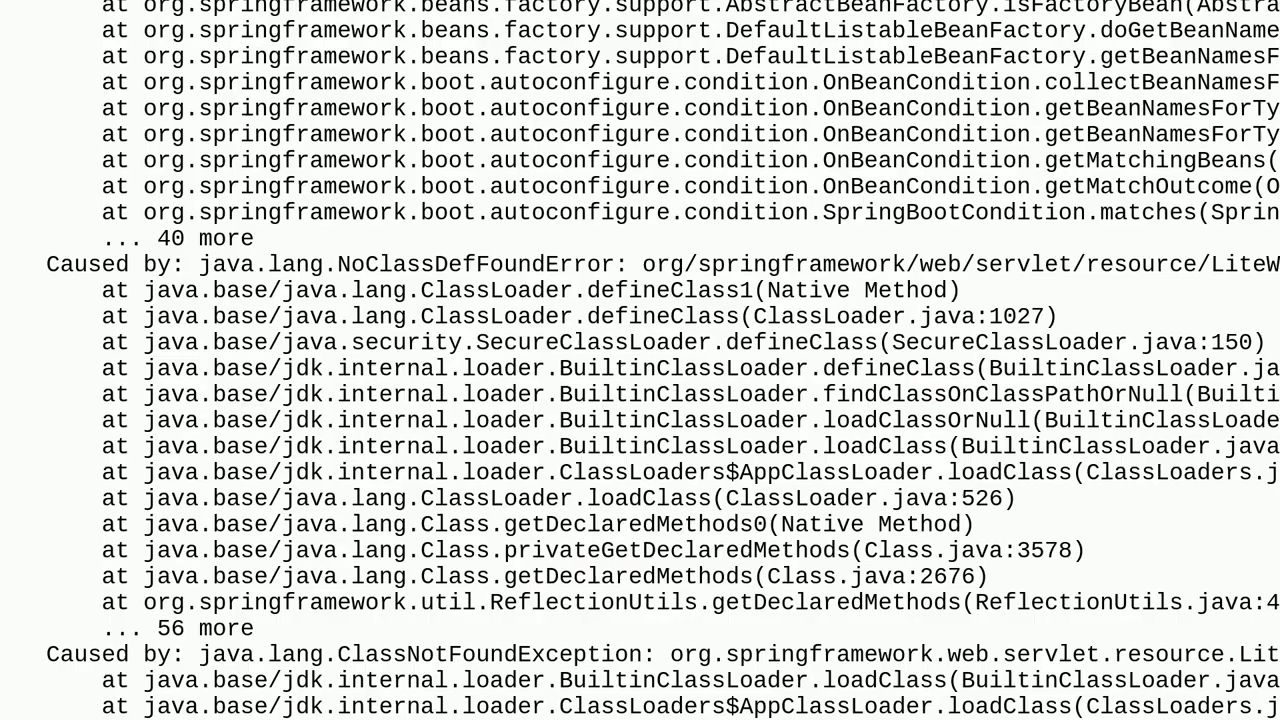 at org.springframework.beans.factory.support.AbstractBeanFactory.isFactoryBean(Abstra
at org.springframework.beans.factory.support.DefaultListableBeanFactory.doGetBeanName
at org.springframework.beans.factory.support.DefaultListableBeanFactory.getBeanNamesF
at org.springframework.boot.autoconfigure.condition.OnBeanCondition.collectBeanNamesF
at org.springframework.boot.autoconfigure.condition.OnBeanCondition.getBeanNamesForTy
at org.springframework.boot.autoconfigure.condition.OnBeanCondition.getBeanNamesForTy
at org.springframework.boot.autoconfigure.condition.OnBeanCondition.getMatchingBeans(
at org.springframework.boot.autoconfigure.condition.OnBeanCondition.getMatchOutcome(O
at org.springframework.boot.autoconfigure.condition.SpringBootCondition.matches(Sprin
... 40 more
Caused by: java.lang.NoClassDefFoundError: org/springframework/web/servlet/resource/LiteW
at java.base/java.lang.ClassLoader.defineClass1(Native Method)
at java.base/java.lang.ClassLoader.defineClass(ClassLoader.java:1027)
at java.base/java.security.SecureClassLoader.defineClass(SecureClassLoader.java:150)
at java.base/jdk.internal.loader.BuiltinClassLoader.defineClass(BuiltinClassLoader.ja
at java.base/jdk.internal.loader.BuiltinClassLoader.findClassOnClassPathOrNull(Builti
at java.base/jdk.internal.loader.BuiltinClassLoader.loadClassOrNull(BuiltinClassLoade
at java.base/jdk.internal.loader.BuiltinClassLoader.loadClass(BuiltinClassLoader.java
at java.base/jdk.internal.loader.ClassLoaders$AppClassLoader.loadClass(ClassLoaders.j
at java.base/java.lang.ClassLoader.loadClass(ClassLoader.java:526)
at java.base/java.lang.Class.getDeclaredMethods0(Native Method)
at java.base/java.lang.Class.privateGetDeclaredMethods(Class.java:3578)
at java.base/java.lang.Class.getDeclaredMethods(Class.java:2676)
at org.springframework.util.ReflectionUtils.getDeclaredMethods(ReflectionUtils.java:4
... 56 more
Caused by: java.lang.ClassNotFoundException: org.springframework.web.servlet.resource.Lit
at java.base/jdk.internal.loader.BuiltinClassLoader.loadClass(BuiltinClassLoader.java
at java.base/jdk.internal.loader.ClassLoaders$AppClassLoader.loadClass(ClassLoaders.j